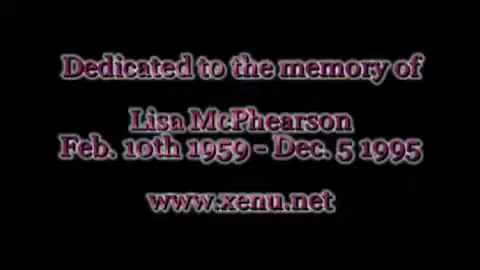 Dedicated to the memory of
Lisa McPhearson
Feb. 10th 1959 - Dec. 5 1995
www.xenu.net